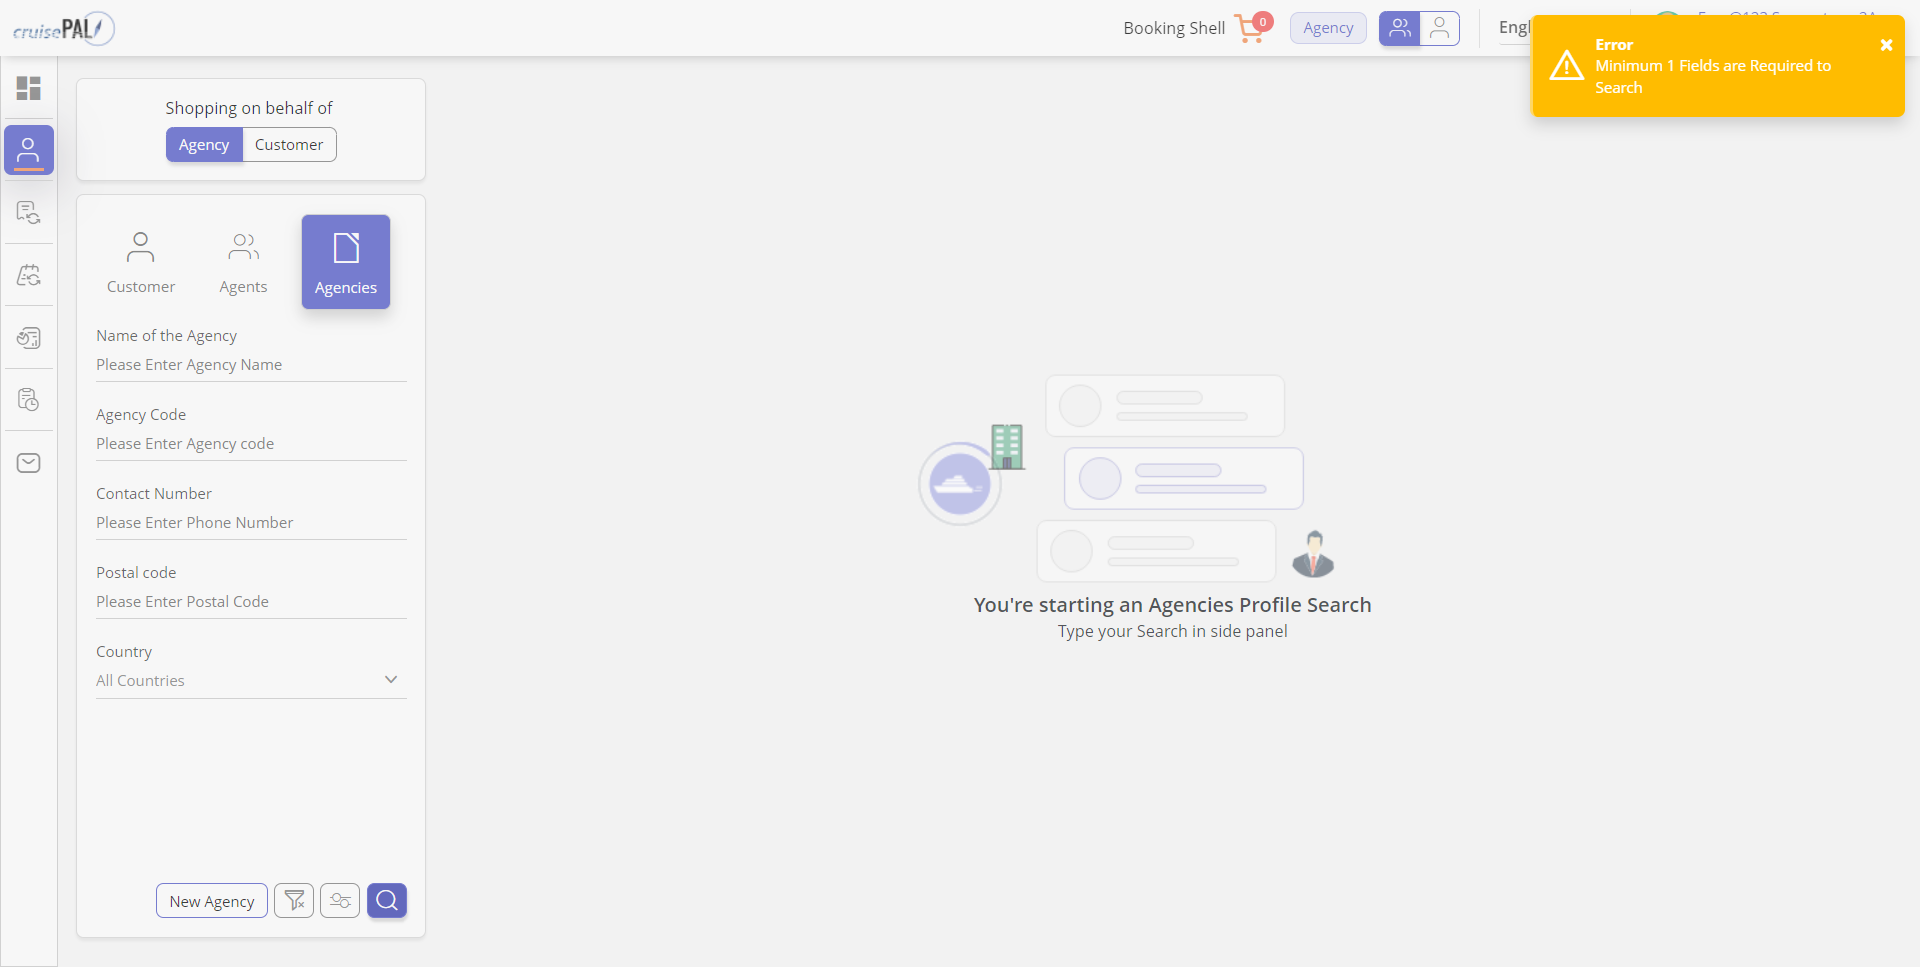 cruisePAL
Booking Shell
0
Agency
Engl
Error
Minimum 1 Fields are Required to
Search
Shopping on behalf of
Agency
Customer
Customer
Agents
Agencies
Name of the Agency
Please Enter Agency Name
Agency Code
Please Enter Agency code
Contact Number
Please Enter Phone Number
Postal code
Please Enter Postal Code
Country
All Countries
New Agency
You're starting an Agencies Profile Search
Type your Search in side panel